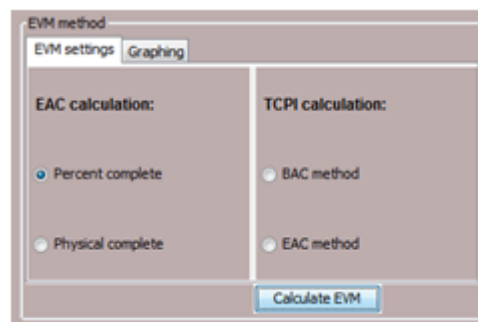 EVM method
EVM settings Graphing
EAC calculation: TCPI calculation:
Percent complete BAC method
Physical complete EAC method
Calculate EVM